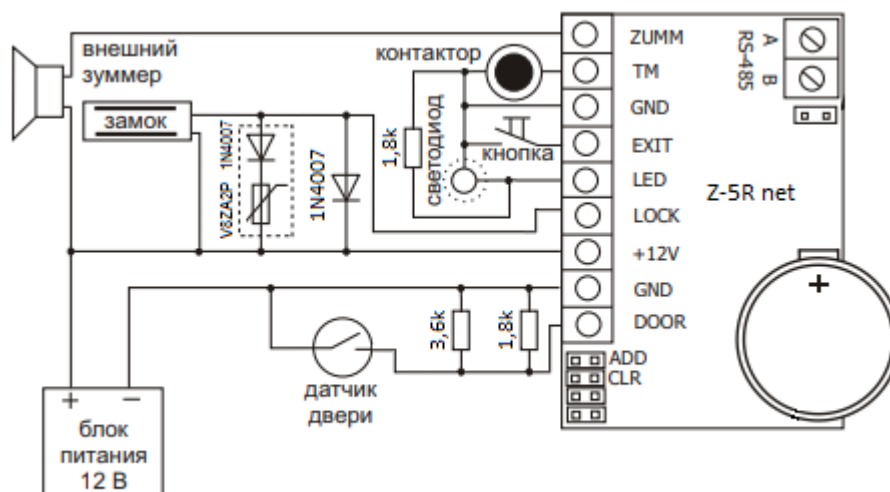 внешний
зуммер
замок
1N4007
V8ZA2P
1N4007
1,8k
светодиод
контактор
кнопка
ZUMM
TM
GND
EXIT
LED
LOCK
+12V
GND
DOOR
ADD
CLR
A
B
RS-485
Z-5R net
+
3,6k
1,8k
датчик
двери
+ −
блок
питания
12 В